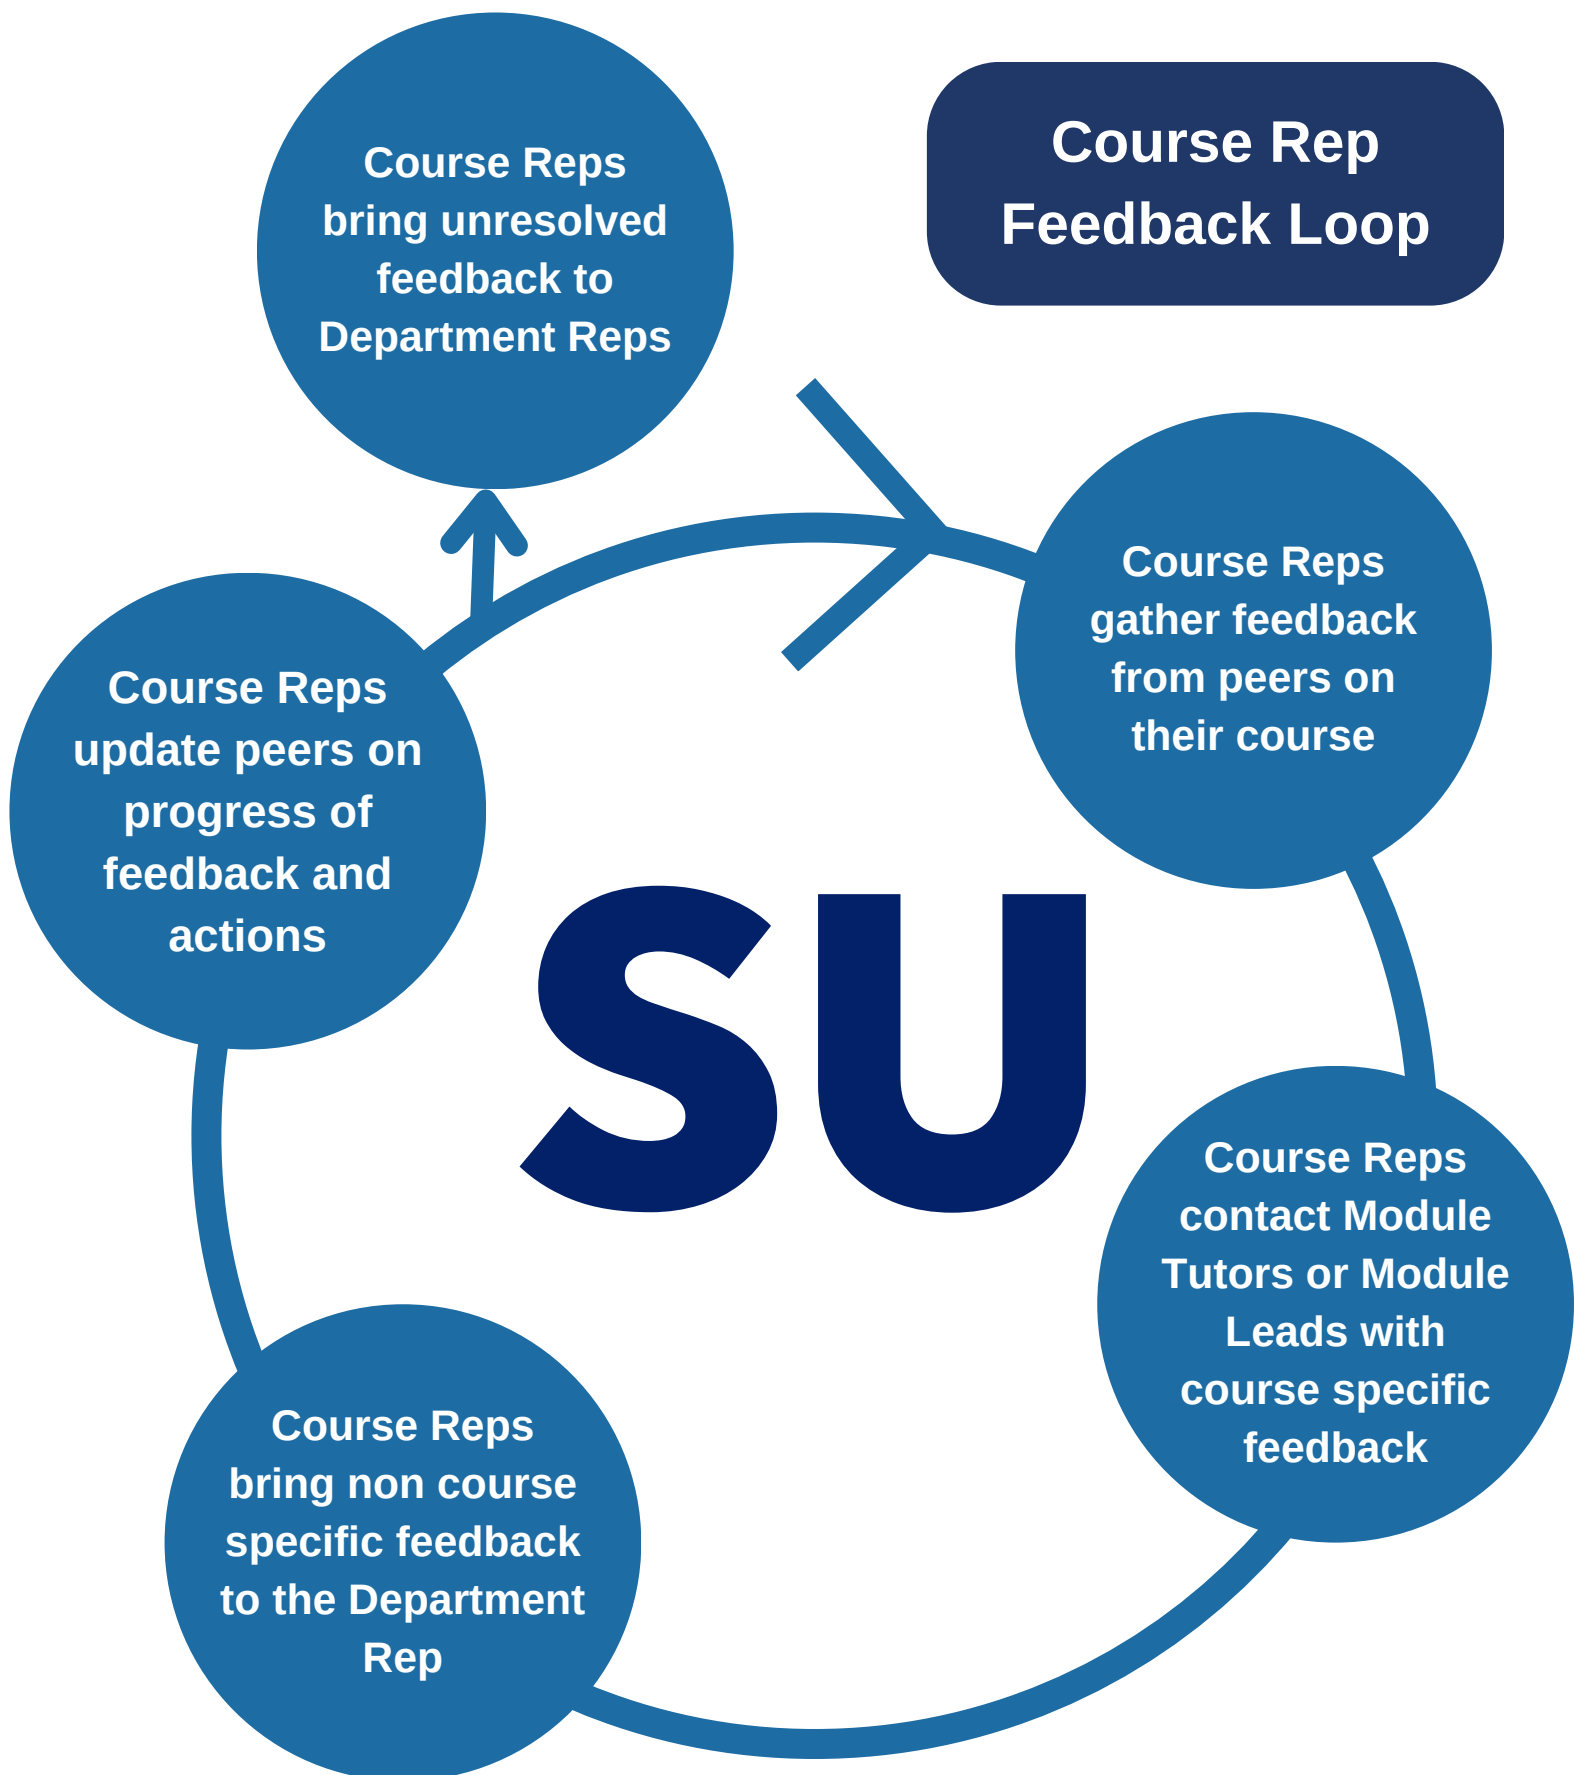 Course Rep
Feedback Loop
Course Reps
bring unresolved
feedback to
Department Reps
Course Reps
gather feedback
from peers on
their course
Course Reps
contact Module
Tutors or Module
Leads with
course specific
feedback
Course Reps
bring non course
specific feedback
to the Department
Rep
Course Reps
update peers on
progress of
feedback and
actions
SU